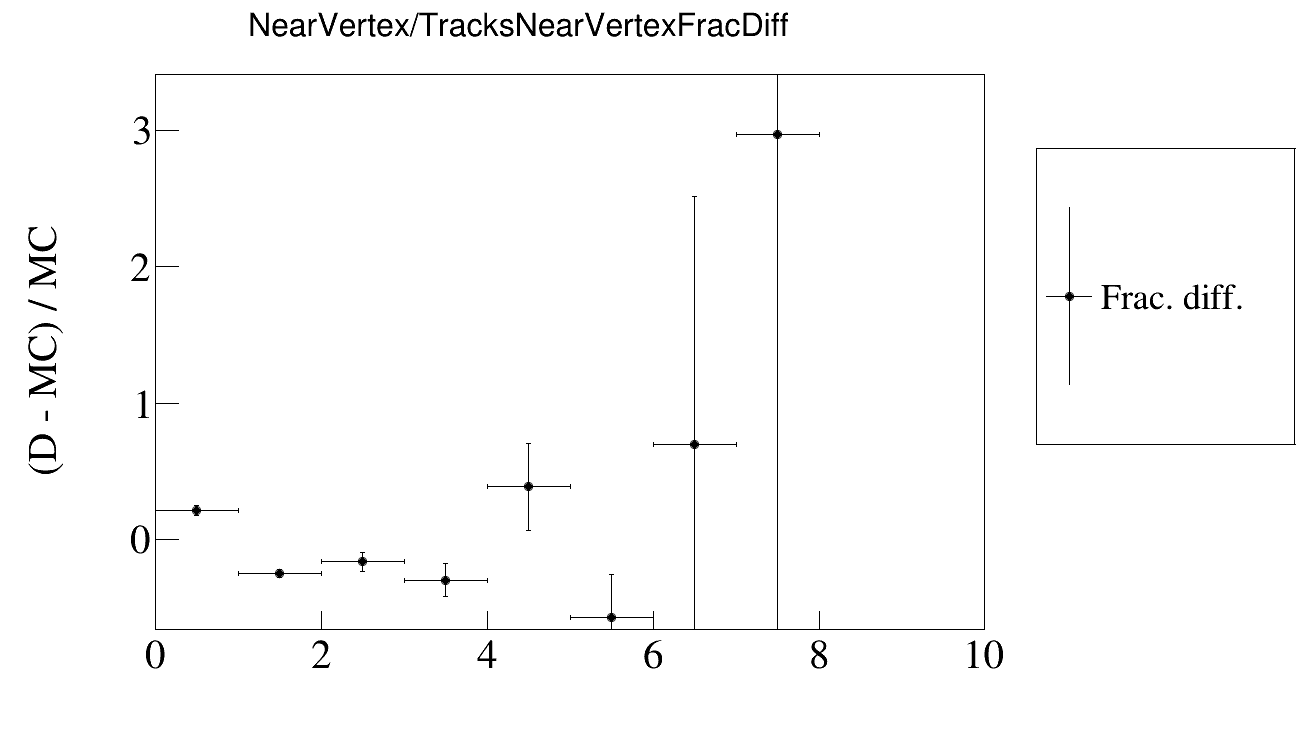 NearVertex/TracksNearVertexFracDiff
(D - MC) / MC
3
2
1
0
0 2 4 6 8 10
Frac. diff.